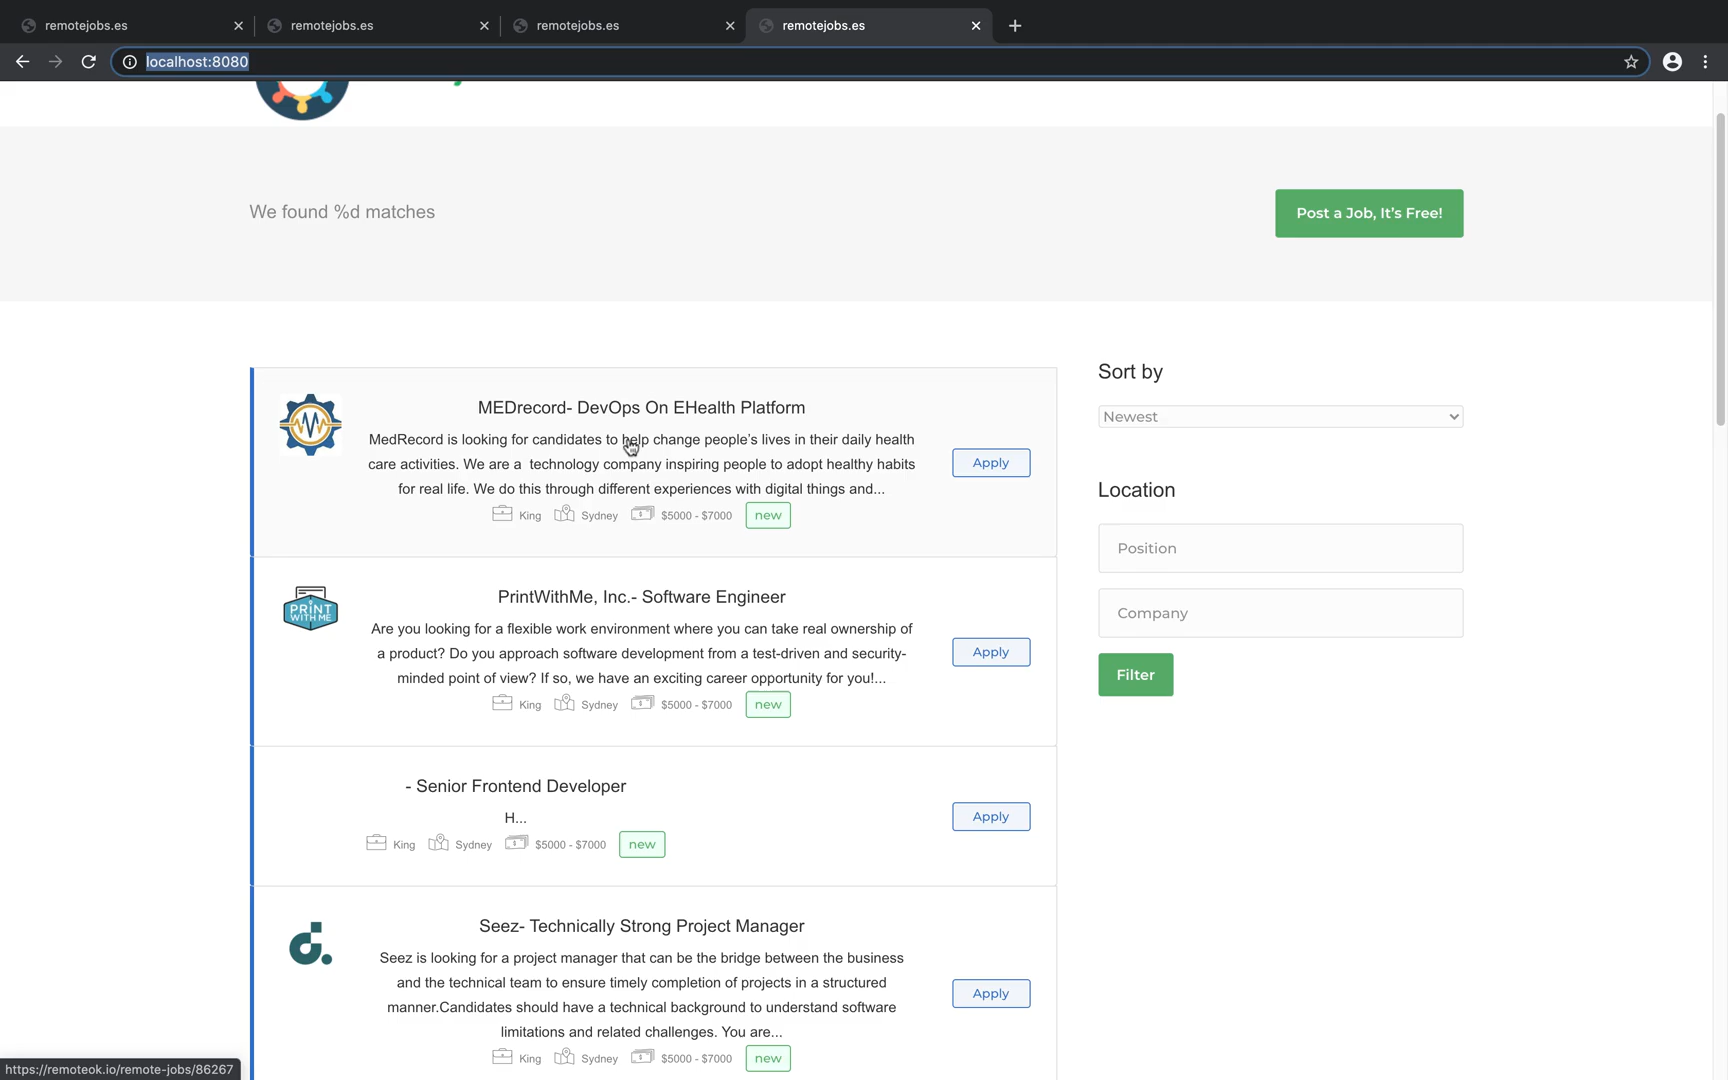 remotejobs.es
remotejobs.es
remotejobs.es
remotejobs.es
localhost:8080
We found %d matches
Post a Job, It's Free!
MEDrecord- DevOps On EHealth Platform
MedRecord is looking for candidates to help change people's lives in their daily health
care activities. We are a technology company inspiring people to adopt healthy habits
for real life. We do this through different experiences with digital things and...
King Sydney $5000 - $7000 new
Apply
PRINT
WITH ME
PrintWithMe, Inc.- Software Engineer
Are you looking for a flexible work environment where you can take real ownership of
a product? Do you approach software development from a test-driven and security-
minded point of view? If so, we have an exciting career opportunity for you!...
King Sydney $5000 - $7000 new
Apply
- Senior Frontend Developer
H...
King Sydney $5000 - $7000 new
Apply
Seez- Technically Strong Project Manager
Seez is looking for a project manager that can be the bridge between the business
and the technical team to ensure timely completion of projects in a structured
manner.Candidates should have a technical background to understand software
limitations and related challenges. You are...
King Sydney $5000 - $7000 new
Apply
Sort by
Newest
Location
Position
Company
Filter
https://remoteok.io/remote-jobs/86267